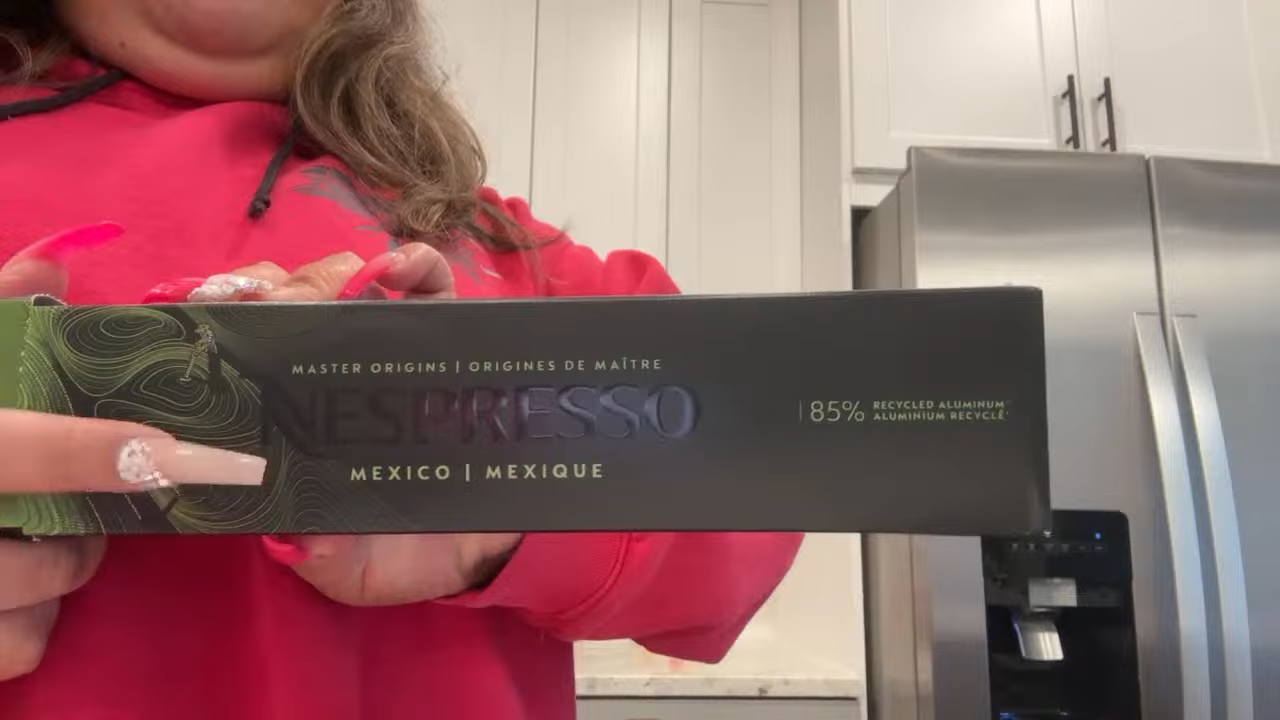 MASTER ORIGINS | ORIGINES DE MAÎTRE
NESPRESSO
MEXICO | MEXIQUE
85% RECYCLED ALUMINUM*
ALUMINIUM RECYCLÉ*